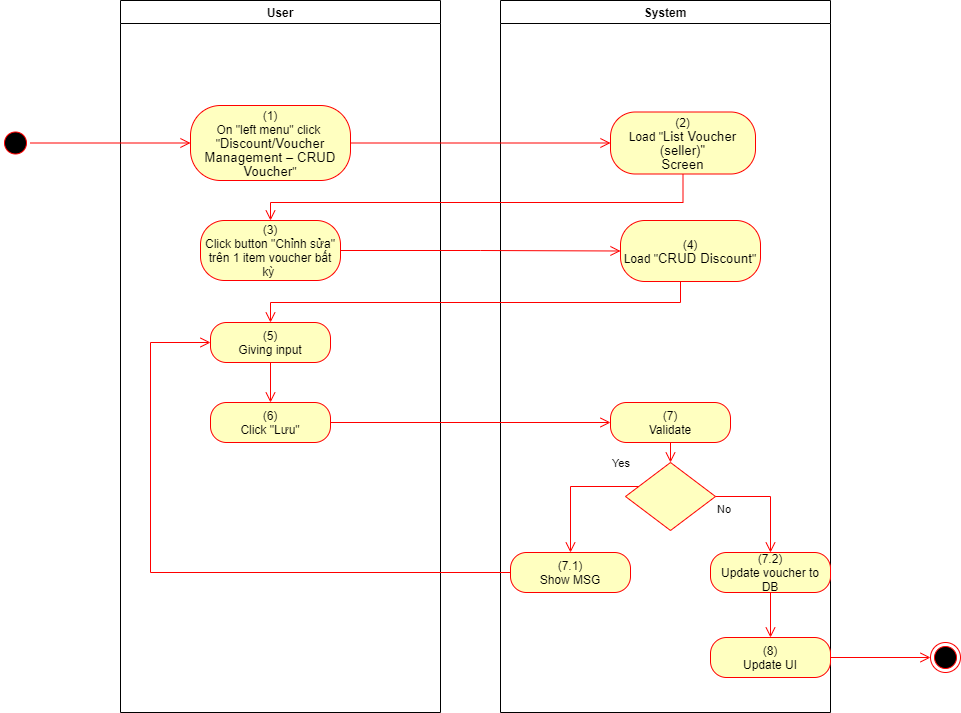 User
System
(1)
On "left menu" click
"Discount/Voucher
Management – CRUD
Voucher"
(2)
Load "List Voucher
(seller)"
Screen
(3)
Click button "Chỉnh sửa"
trên 1 item voucher bất
kỳ
(4)
Load "CRUD Discount"
(5)
Giving input
(6)
Click "Lưu"
(7)
Validate
Yes
No
(7.1)
Show MSG
(7.2)
Update voucher to
DB
(8)
Update UI